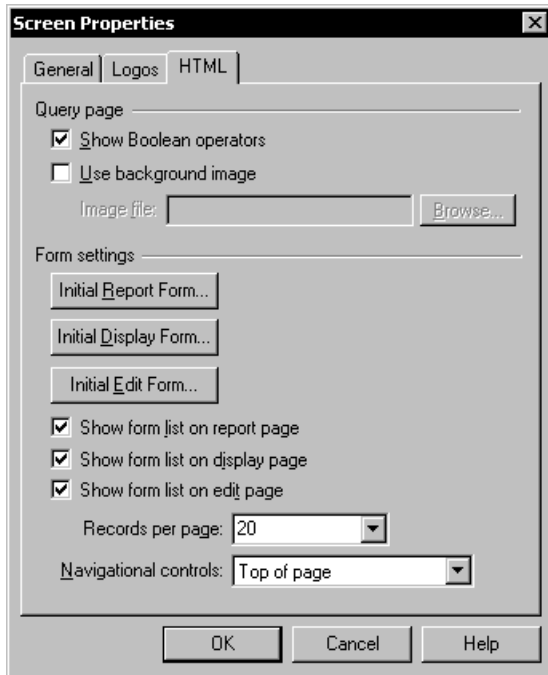 Screen Properties
General Logos HTML
Query page
Show Boolean operators
Use background image
Image file: Browse...
Form settings
Initial Report Form...
Initial Display Form...
Initial Edit Form...
Show form list on report page
Show form list on display page
Show form list on edit page
Records per page: 20
Navigational controls: Top of page
OK Cancel Help